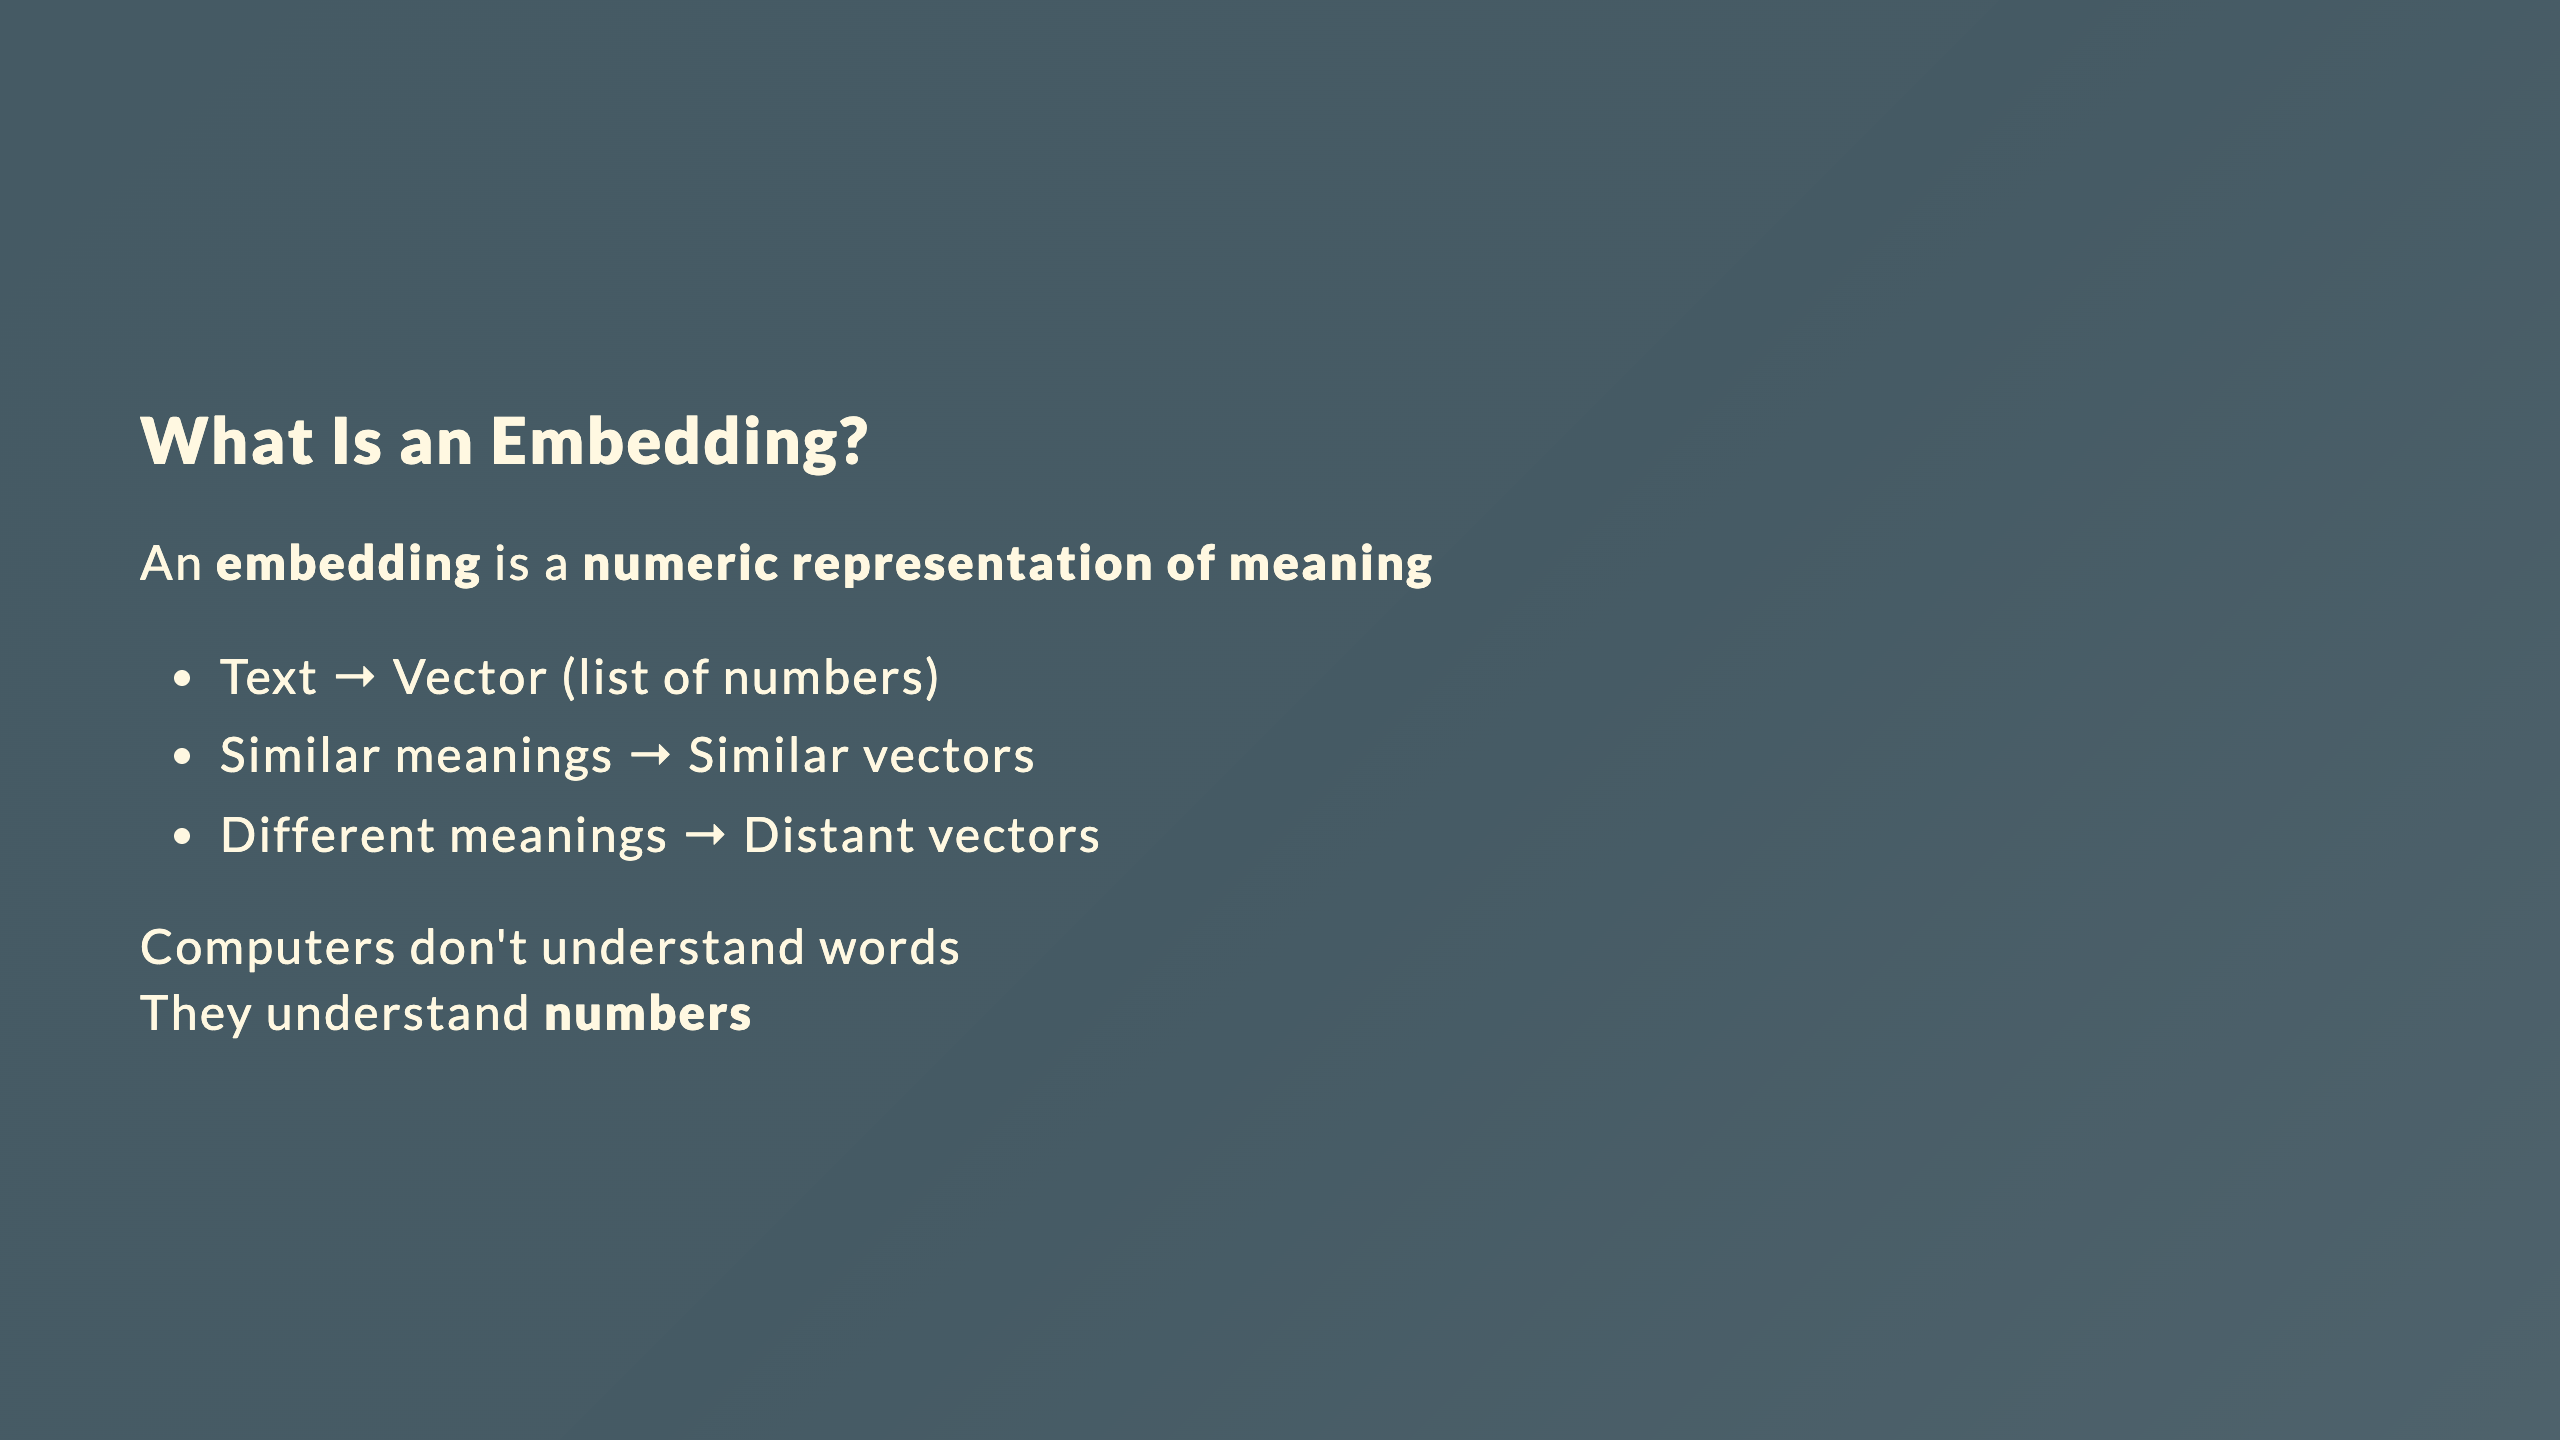 What Is an Embedding?
An embedding is a numeric representation of meaning
• Text → Vector (list of numbers)
• Similar meanings → Similar vectors
• Different meanings → Distant vectors
Computers don't understand words
They understand numbers